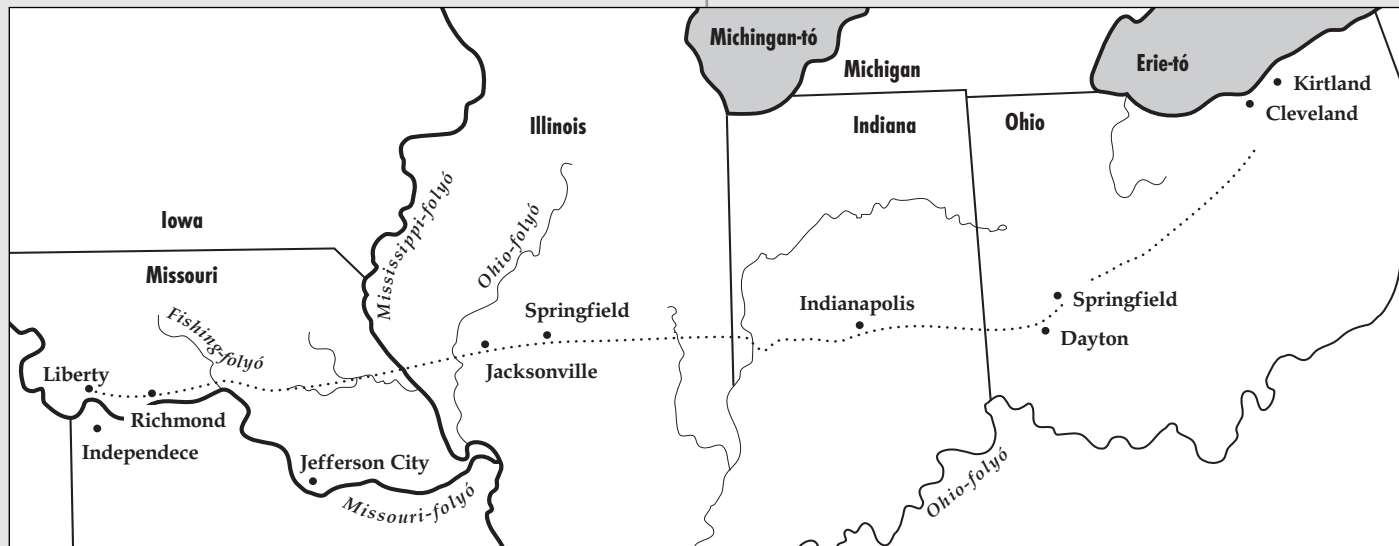 Michingan-tó
Michigan
Erie-tó
Kirtland
Cleveland
Illinois
Indiana
Ohio
Mississippi-folyó
Ohio-folyó
Iowa
Missouri
Fishing-folyó
Springfield
Indianapolis
Springfield
Dayton
Jacksonville
Liberty
Richmond
Independece
Jefferson City
Missouri-folyó
Ohio-folyó